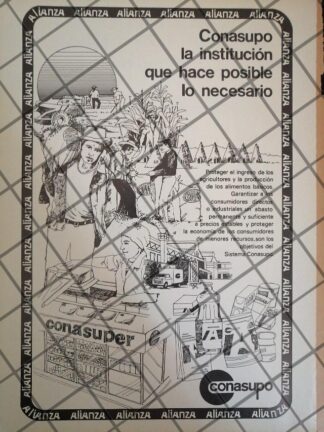 ALIANZA ALIANZA ALIANZA ALIANZA ALIANZA
Conasupo
la institución
que hace posible
lo necesario
Proteger el ingreso de los
agricultores y la producción
de los alimentos básicos.
Garantizar a los
consumidores directos
o industriales, un abasto
permanente y suficiente
a precios estables y proteger
la economía de los consumidores
de menores recursos, son los
objetivos del
Sistema Conasupo.
conasuper
conasupo
ALIANZA ALIANZA ALIANZA ALIANZA ALIANZA